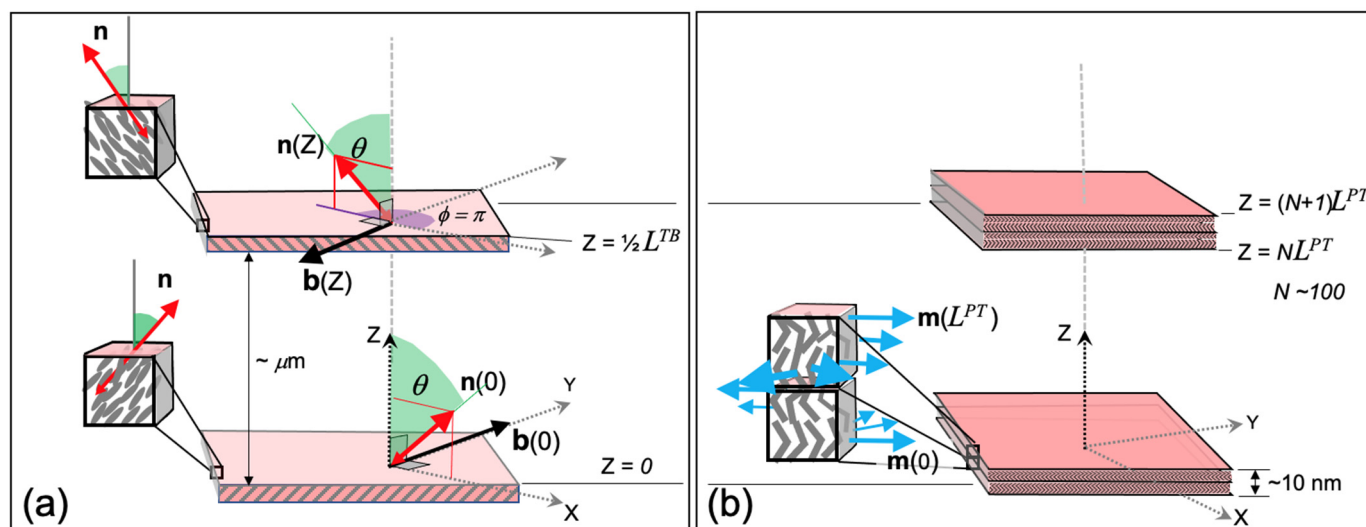 n
n(Z)
θ
ϕ = π
Z = ½ L^TB
b(Z)
n
~ μm
Z
θ
n(0)
Y
b(0)
Z = 0
X
(a)
Z = (N+1)L^PT
Z = NL^PT
N ~100
m(L^PT)
Z
Y
m(0)
~10 nm
X
(b)